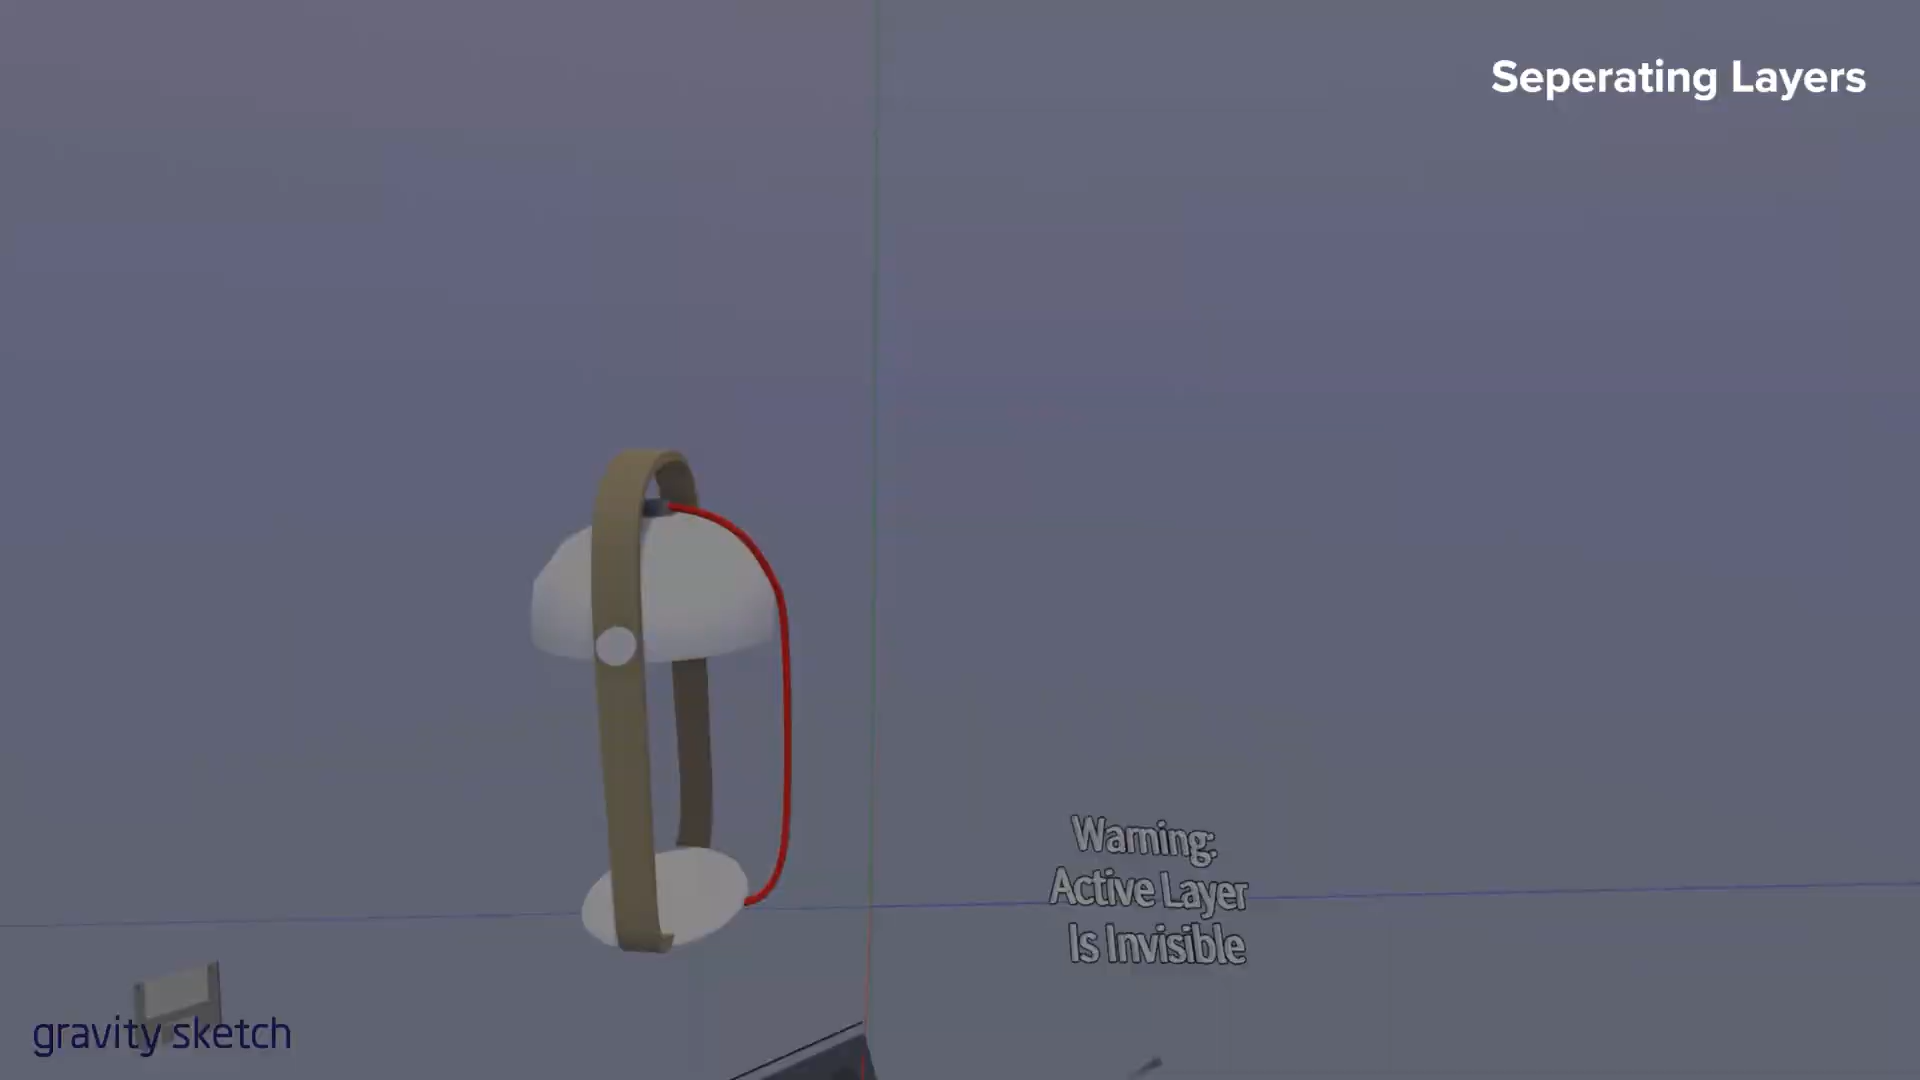 Seperating Layers
Warning:
Active Layer
Is Invisible
gravity sketch